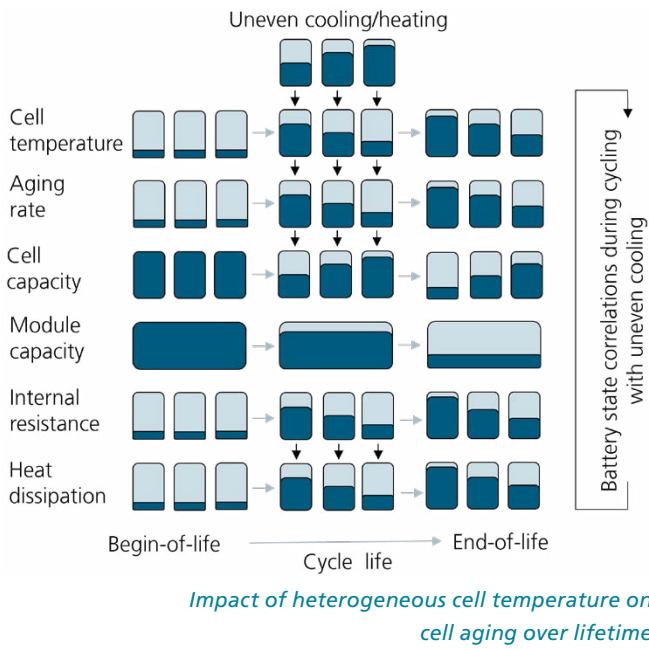 Uneven cooling/heating
Cell
temperature
Aging
rate
Cell
capacity
Module
capacity
Internal
resistance
Heat
dissipation
Battery state correlations during cycling
with uneven cooling
Begin-of-life
Cycle life
End-of-life
Impact of heterogeneous cell temperature on
cell aging over lifetime